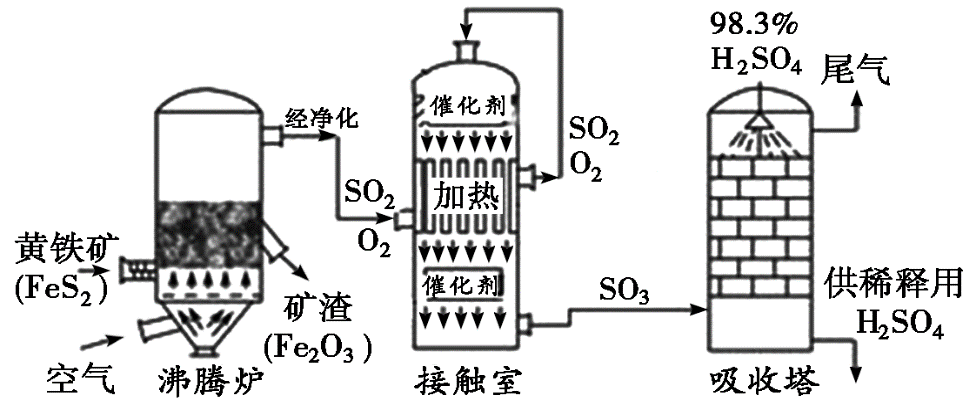 98.3%
H₂SO₄
尾气
经净化
催化剂
SO₂
O₂
SO₂
O₂
加热
黄铁矿
(FeS₂)
催化剂
SO₃
矿渣
(Fe₂O₃)
供稀释用
H₂SO₄
空气
沸腾炉
接触室
吸收塔